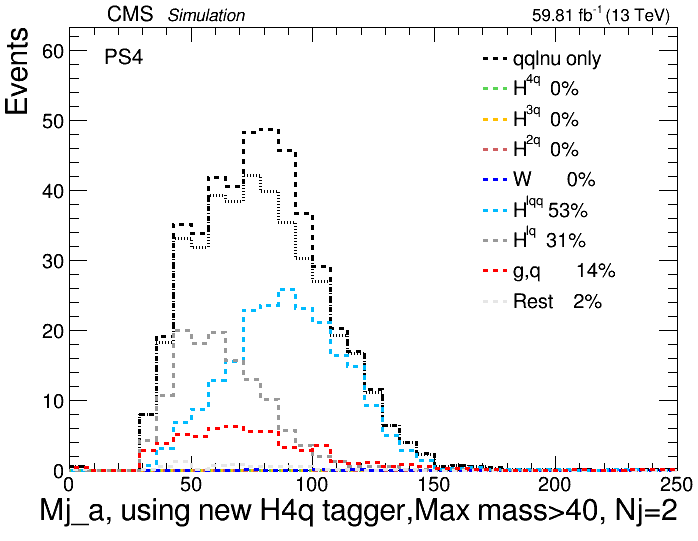 CMS Simulation 59.81 fb⁻¹ (13 TeV)
Events
PS4
60
50
40
30
20
10
0
qqlnu only
H⁴q 0%
H³q 0%
H²q 0%
W 0%
Hlqq 53%
Hlq 31%
g,q 14%
Rest 2%
0 50 100 150 200 250
Mj_a, using new H4q tagger,Max mass>40, Nj=2